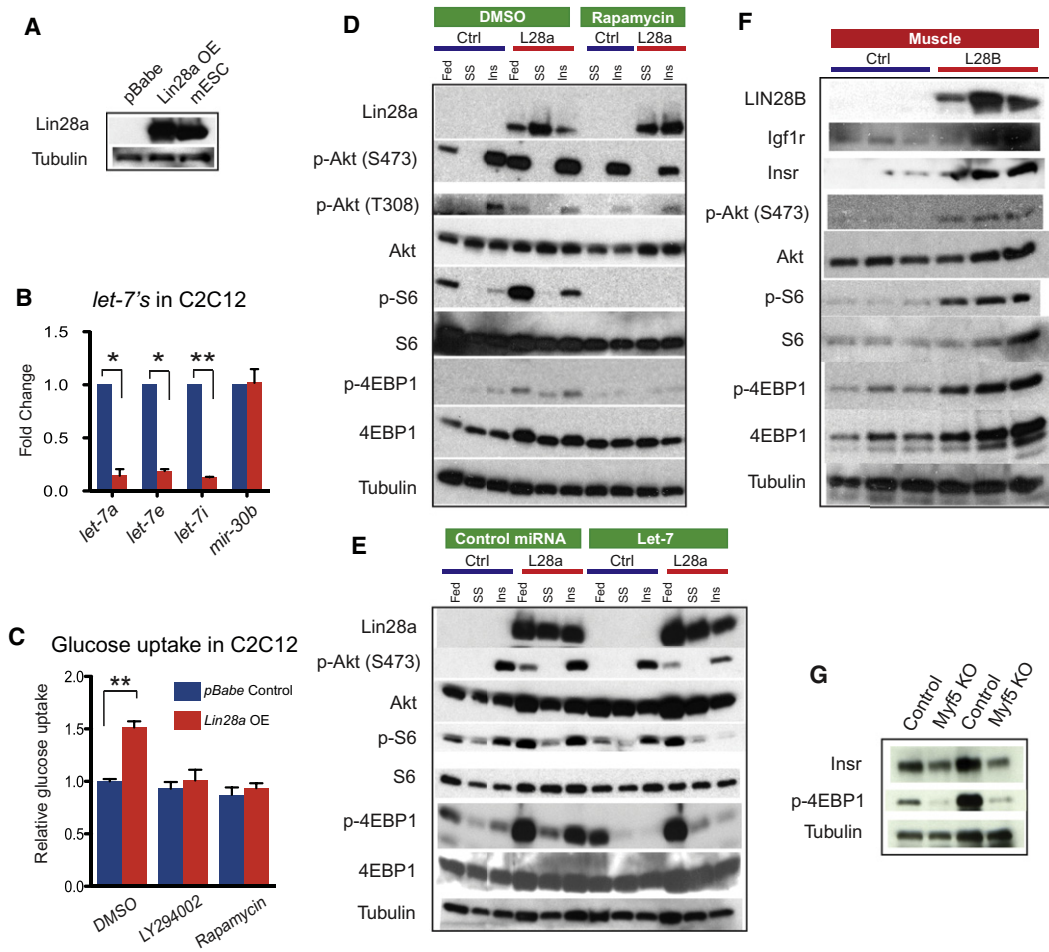 A
pBabe
Lin28a OE
mESC
Lin28a
Tubulin
B
let-7's in C2C12
Fold Change
1.5
1.0
0.5
0.0
*
*
**
let-7a
let-7e
let-7i
mir-30b
C
Glucose uptake in C2C12
Relative glucose uptake
2.0
1.5
1.0
0.5
0.0
**
pBabe Control
Lin28a OE
DMSO
LY294002
Rapamycin
D
DMSO Rapamycin
Ctrl L28a Ctrl L28a
Fed SS Ins Fed SS Ins SS Ins SS Ins
Lin28a
p-Akt (S473)
p-Akt (T308)
Akt
p-S6
S6
p-4EBP1
4EBP1
Tubulin
E
Control miRNA Let-7
Ctrl L28a Ctrl L28a
Fed SS Ins Fed SS Ins Fed SS Ins Fed SS Ins
Lin28a
p-Akt (S473)
Akt
p-S6
S6
p-4EBP1
4EBP1
Tubulin
F
Muscle
Ctrl L28B
LIN28B
Igf1r
Insr
p-Akt (S473)
Akt
p-S6
S6
p-4EBP1
4EBP1
Tubulin
G
Control
Myf5 KO
Control
Myf5 KO
Insr
p-4EBP1
Tubulin